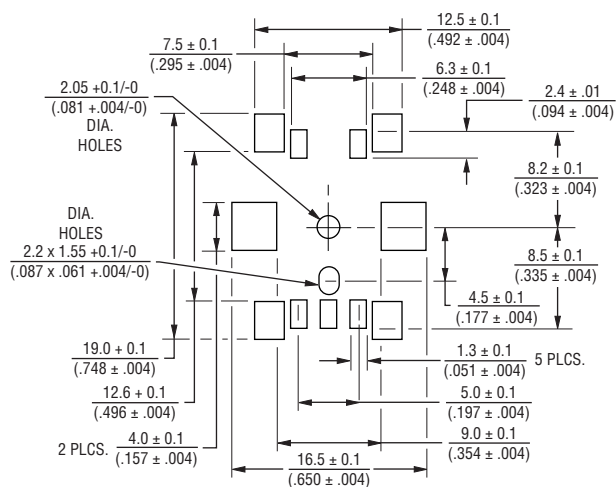 12.5 ± 0.1
(.492 ± .004)
7.5 ± 0.1
(.295 ± .004)
6.3 ± 0.1
(.248 ± .004)
2.4 ± .01
(.094 ± .004)
2.05 +0.1/-0
(.081 +.004/-0)
DIA.
HOLES
8.2 ± 0.1
(.323 ± .004)
DIA.
HOLES
2.2 x 1.55 +0.1/-0
(.087 x .061 +.004/-0)
8.5 ± 0.1
(.335 ± .004)
4.5 ± 0.1
(.177 ± .004)
19.0 + 0.1
(.748 ± .004)
1.3 ± 0.1
(.051 ± .004)
5 PLCS.
12.6 + 0.1
(.496 ± .004)
5.0 ± 0.1
(.197 ± .004)
2 PLCS.
4.0 ± 0.1
(.157 ± .004)
9.0 ± 0.1
(.354 ± .004)
16.5 ± 0.1
(.650 ± .004)